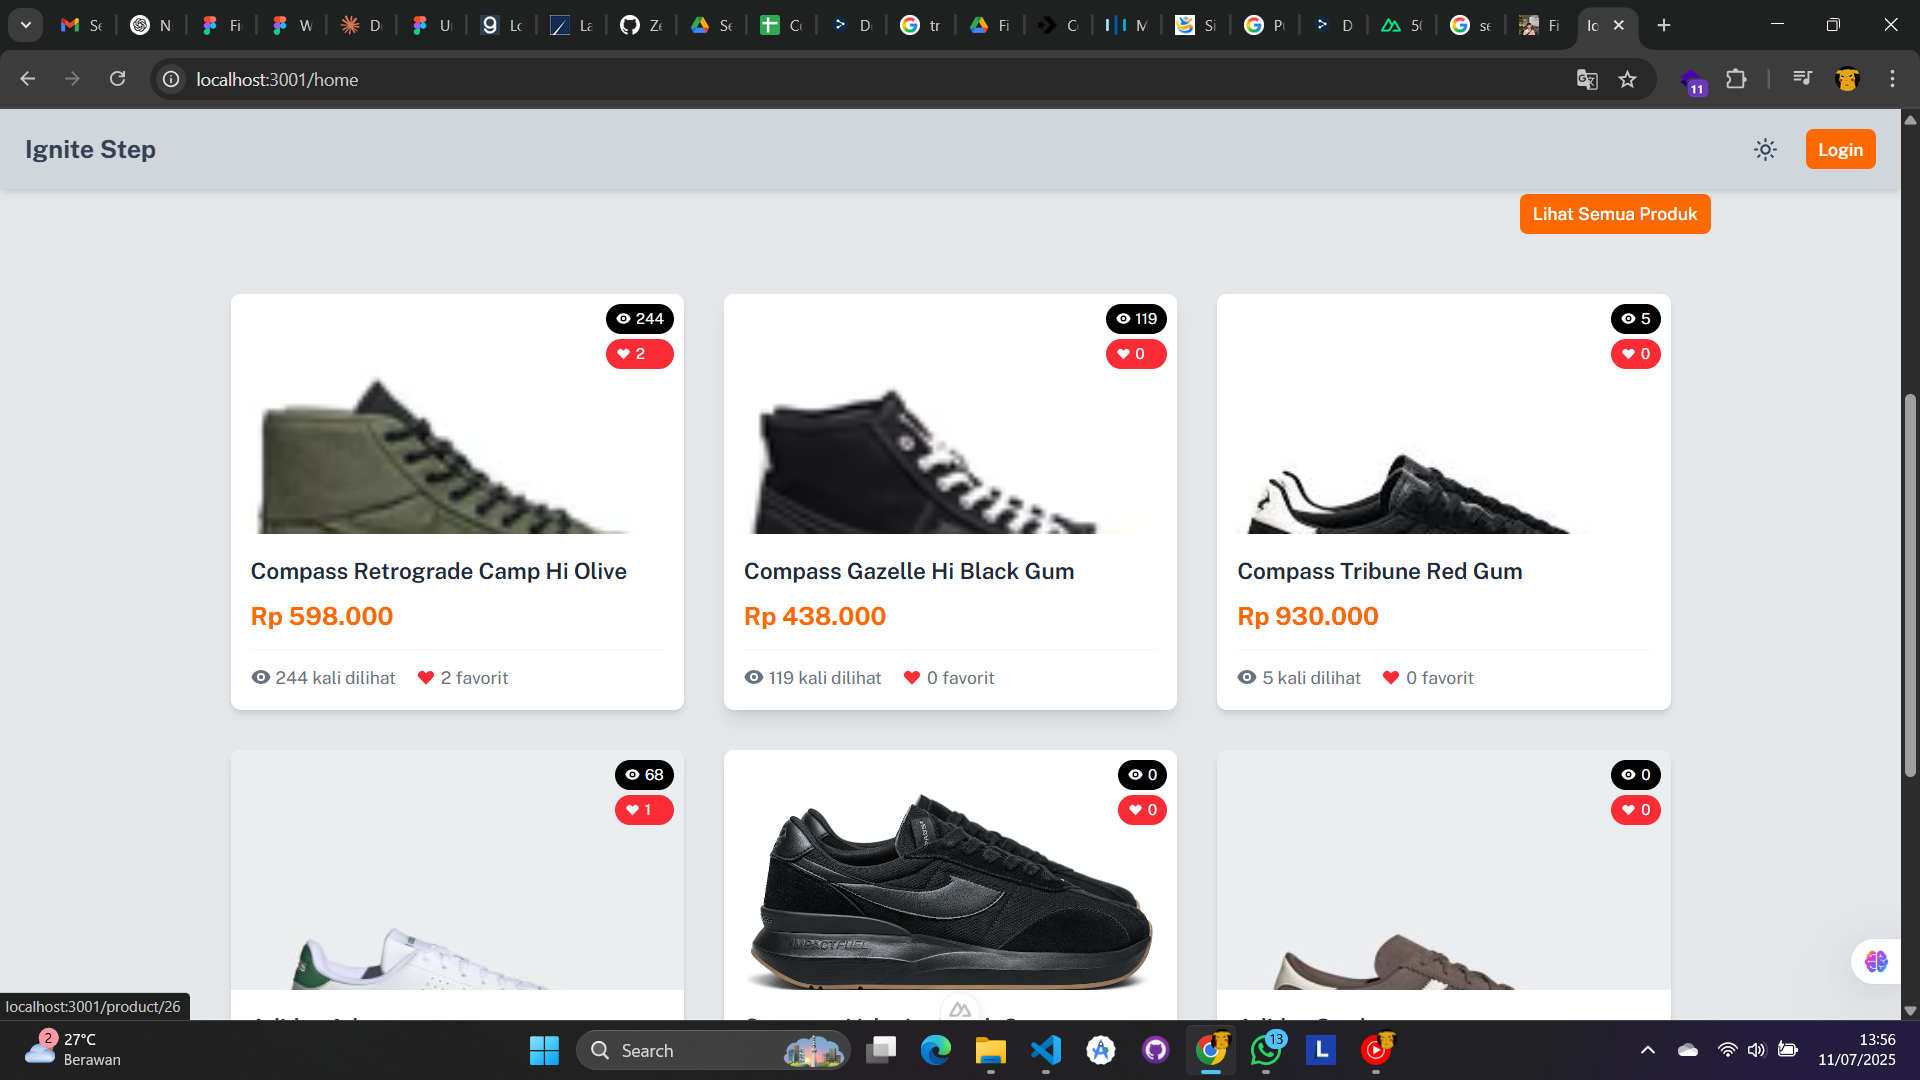 Se
N
Fi
W
D
U
Lo
La
Ze
Se
Co
D
tr
Fi
C
M
Si
P
D
50
se
Fi
lo
localhost:3001/home
11
Ignite Step
Login
Lihat Semua Produk
244
2
119
0
5
0
Compass Retrograde Camp Hi Olive
Compass Gazelle Hi Black Gum
Compass Tribune Red Gum
Rp 598.000
Rp 438.000
Rp 930.000
244 kali dilihat 2 favorit
119 kali dilihat 0 favorit
5 kali dilihat 0 favorit
68
1
0
0
0
0
IMPACTFUEL
localhost:3001/product/26
2
27°C
Berawan
Search
13
L
13:56
11/07/2025